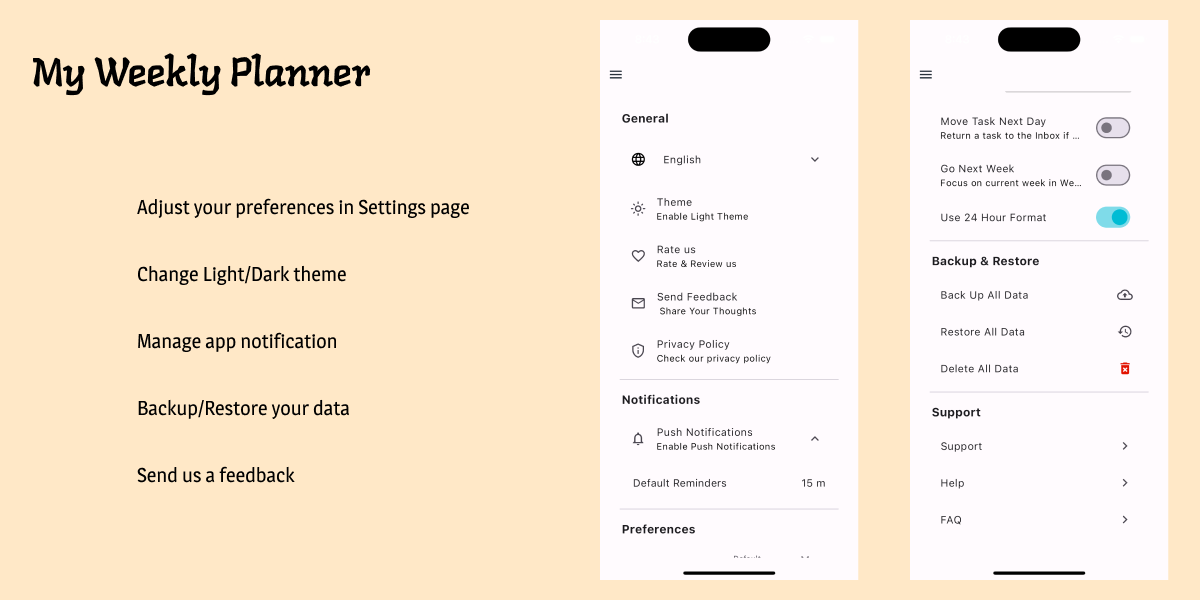 My Weekly Planner
Adjust your preferences in Settings page
Change Light/Dark theme
Manage app notification
Backup/Restore your data
Send us a feedback
General
English
Theme
Enable Light Theme
Rate us
Rate & Review us
Send Feedback
Share Your Thoughts
Privacy Policy
Check our privacy policy
Notifications
Push Notifications
Enable Push Notifications
Default Reminders 15 m
Preferences
Default
Move Task Next Day
Return a task to the Inbox if ...
Go Next Week
Focus on current week in We...
Use 24 Hour Format
Backup & Restore
Back Up All Data
Restore All Data
Delete All Data
Support
Support
Help
FAQ